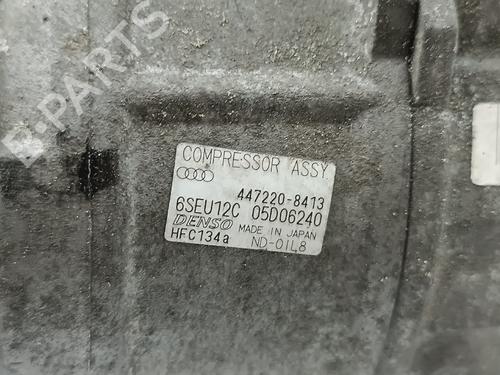 B-PARTS
COMPRESSOR ASSY
447220-8413
6SEU12C 05D06240
DENSO MADE IN JAPAN
HFC134a ND-OIL8